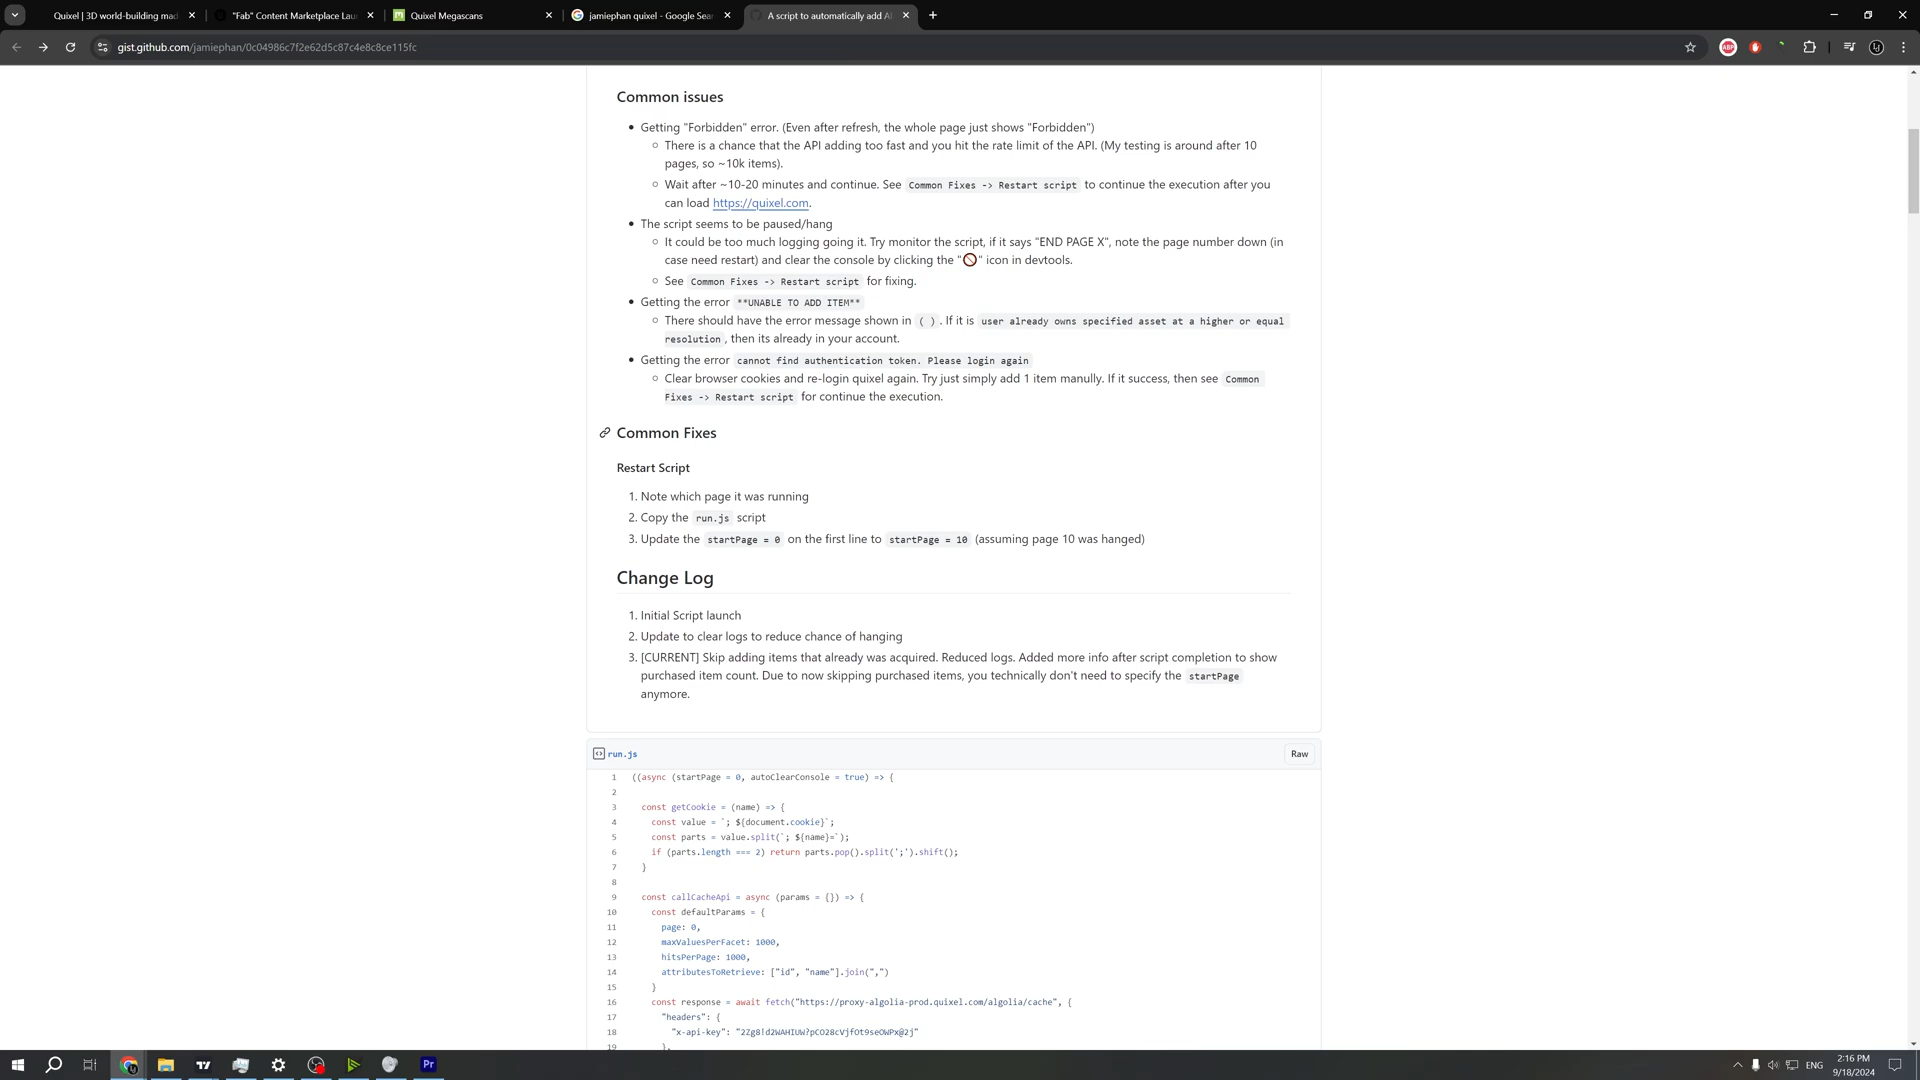 Quixel | 3D world-building mac
"Fab" Content Marketplace Lau
Quixel Megascans
jamiephan quixel - Google Sear
A script to automatically add Al
gist.github.com/jamiephan/0c04986c7f2e62d5c87c4e8c8ce115fc
ABP
Common issues
Getting "Forbidden" error. (Even after refresh, the whole page just shows "Forbidden")
There is a chance that the API adding too fast and you hit the rate limit of the API. (My testing is around after 10
pages, so ~10k items).
Wait after ~10-20 minutes and continue. See Common Fixes -> Restart script to continue the execution after you
can load https://quixel.com.
The script seems to be paused/hang
It could be too much logging going it. Try monitor the script, if it says "END PAGE X", note the page number down (in
case need restart) and clear the console by clicking the "🚫" icon in devtools.
See Common Fixes -> Restart script for fixing.
Getting the error **UNABLE TO ADD ITEM**
There should have the error message shown in ( ) . If it is user already owns specified asset at a higher or equal
resolution , then its already in your account.
Getting the error cannot find authentication token. Please login again
Clear browser cookies and re-login quixel again. Try just simply add 1 item manully. If it success, then see Common
Fixes -> Restart script for continue the execution.
Common Fixes
Restart Script
1. Note which page it was running
2. Copy the run.js script
3. Update the startPage = 0 on the first line to startPage = 10 (assuming page 10 was hanged)
Change Log
1. Initial Script launch
2. Update to clear logs to reduce chance of hanging
3. [CURRENT] Skip adding items that already was acquired. Reduced logs. Added more info after script completion to show
purchased item count. Due to now skipping purchased items, you technically don't need to specify the startPage
anymore.
run.js
Raw
1 ((async (startPage = 0, autoClearConsole = true) => {
2
3 const getCookie = (name) => {
4 const value = `; ${document.cookie}`;
5 const parts = value.split(`; ${name}=`);
6 if (parts.length === 2) return parts.pop().split(';').shift();
7 }
8
9 const callCacheApi = async (params = {}) => {
10 const defaultParams = {
11 page: 0,
12 maxValuesPerFacet: 1000,
13 hitsPerPage: 1000,
14 attributesToRetrieve: ["id", "name"].join(",")
15 }
16 const response = await fetch("https://proxy-algolia-prod.quixel.com/algolia/cache", {
17 "headers": {
18 "x-api-key": "2Zg8!d2WAHIUW?pCO28cVjfOt9seOWPx@2j"
19 },
Pr
ENG
2:16 PM
9/18/2024